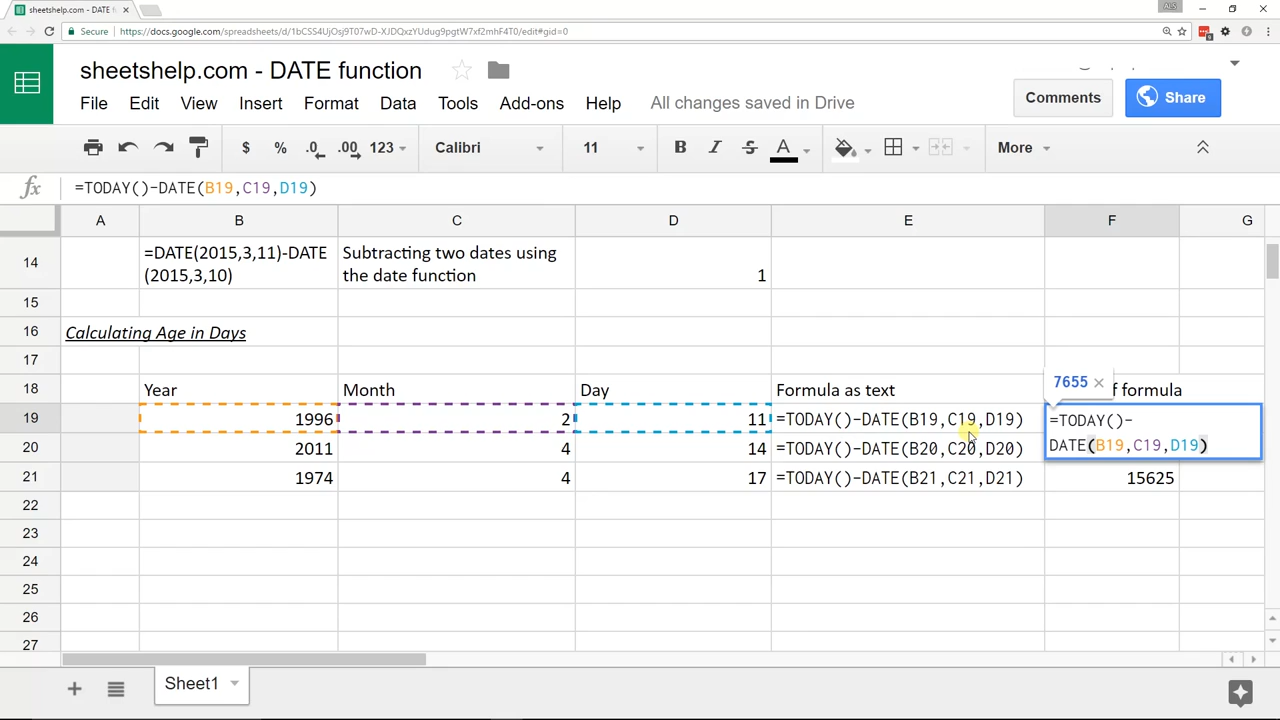 sheetshelp.com - DATE f
ALS
Secure
https://docs.google.com/spreadsheets/d/1bCSS4UjOsj9T07wD-XJDQxzYUdug9pgtW7xf2mhF4T0/edit#gid=0
sheetshelp.com - DATE function
File Edit View Insert Format Data Tools Add-ons Help All changes saved in Drive
Comments
Share
$ % .0 .00 123 Calibri 11 B I S A More
fx =TODAY()-DATE(B19,C19,D19)
A B C D E F G
14 =DATE(2015,3,11)-DATE Subtracting two dates using
(2015,3,10) the date function 1
15
16 Calculating Age in Days
17
7655 ×
18 Year Month Day Formula as text f formula
19 1996 2 11 =TODAY()-DATE(B19,C19,D19) =TODAY()-
DATE(B19,C19,D19)
20 2011 4 14 =TODAY()-DATE(B20,C20,D20)
21 1974 4 17 =TODAY()-DATE(B21,C21,D21) 15625
22
23
24
25
26
27
Sheet1